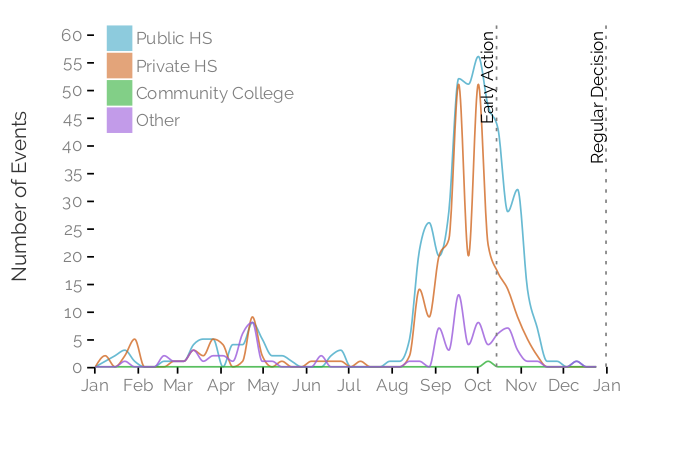 Number of Events
60
55
50
45
40
35
30
25
20
15
10
5
0
Public HS
Private HS
Community College
Other
Early Action
Regular Decision
Jan Feb Mar Apr May Jun Jul Aug Sep Oct Nov Dec Jan